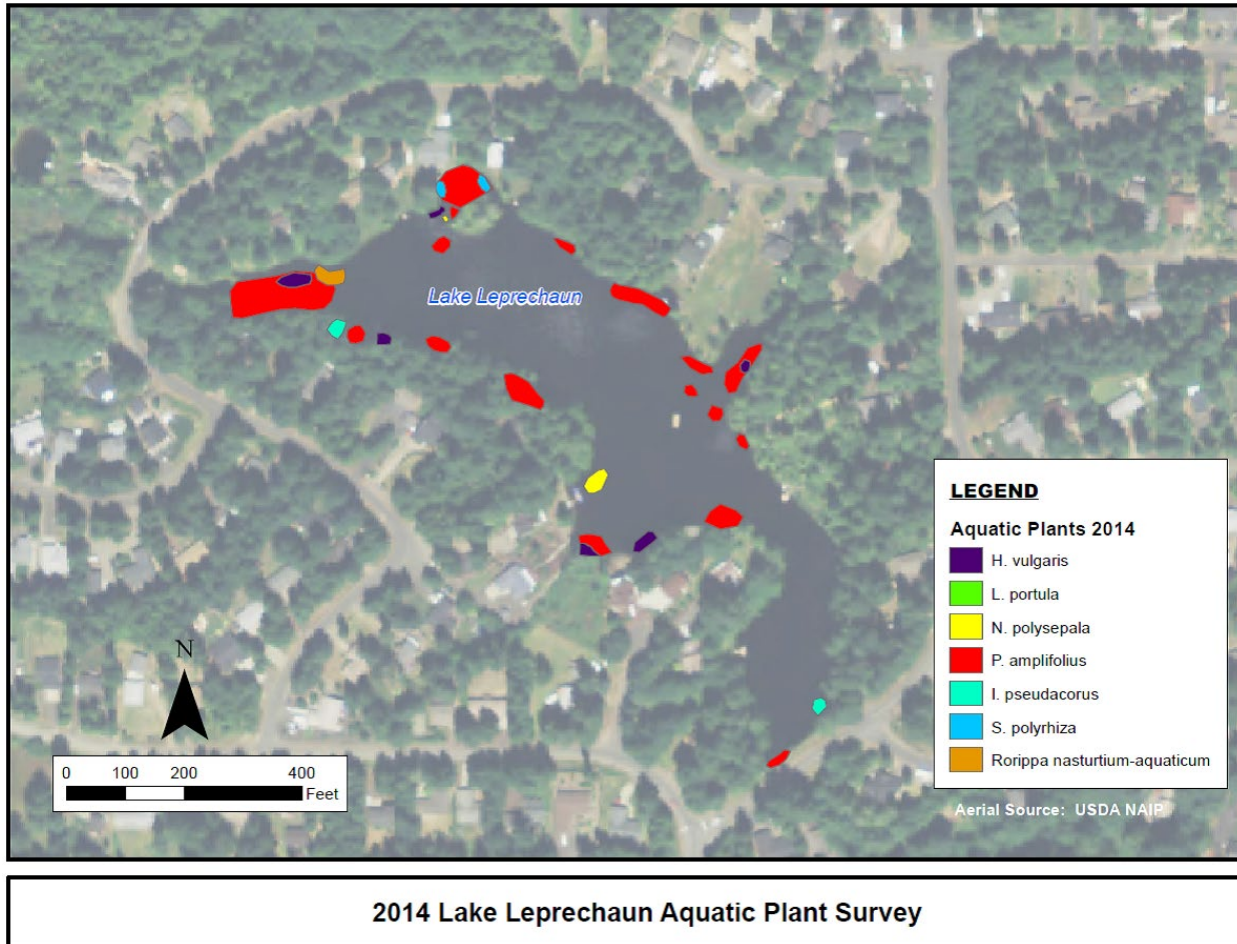 Lake Leprechaun
LEGEND
Aquatic Plants 2014
H. vulgaris
L. portula
N. polysepala
P. amplifolius
I. pseudacorus
S. polyrhiza
Rorippa nasturtium-aquaticum
N
0 100 200 400
Feet
Aerial Source: USDA NAIP
2014 Lake Leprechaun Aquatic Plant Survey